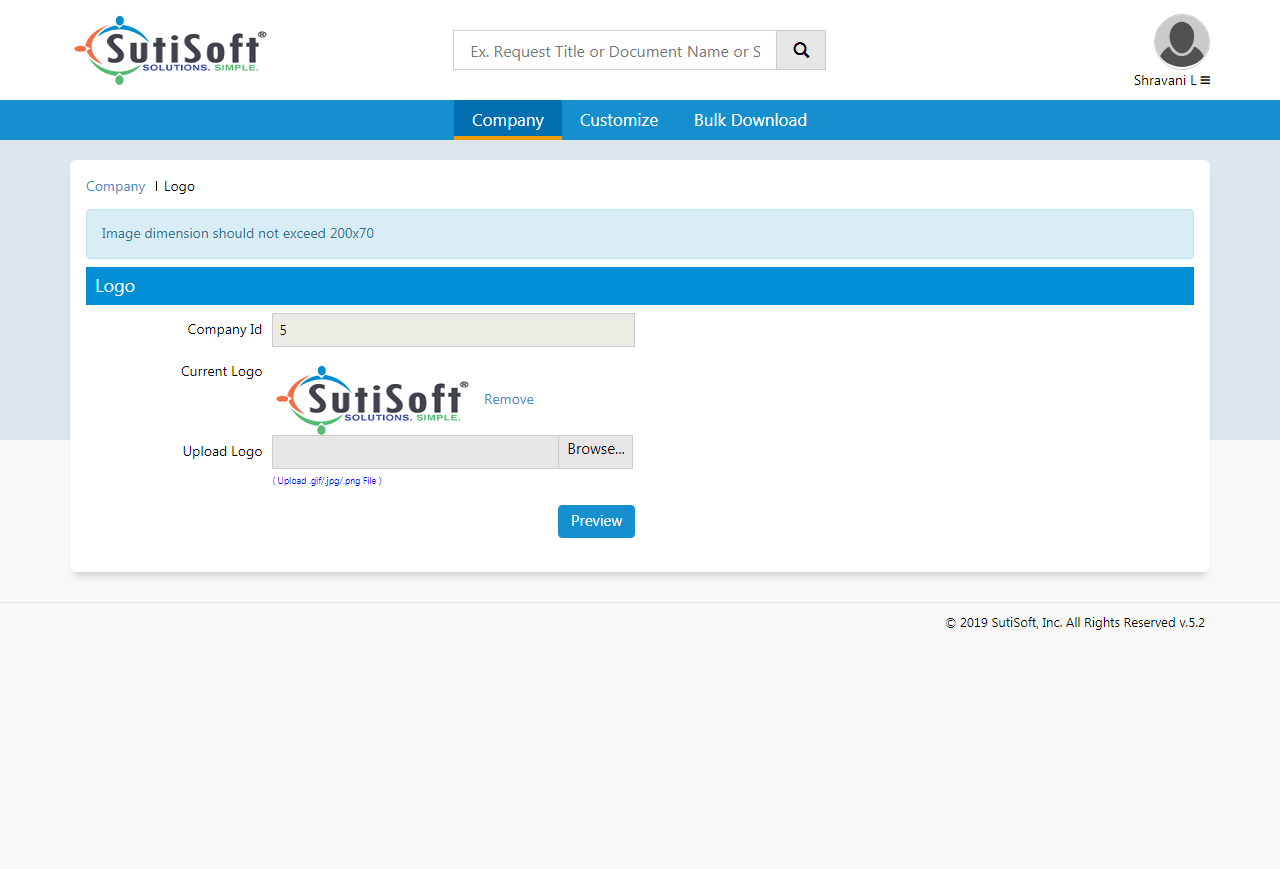 SutiSoft®
SOLUTIONS. SIMPLE.
Ex. Request Title or Document Name or S
Shravani L
Company Customize Bulk Download
Company | Logo
Image dimension should not exceed 200x70
Logo
Company Id 5
Current Logo
SutiSoft®
SOLUTIONS. SIMPLE.
Remove
Upload Logo Browse...
( Upload .gif/.jpg/.png File )
Preview
© 2019 SutiSoft, Inc. All Rights Reserved v.5.2